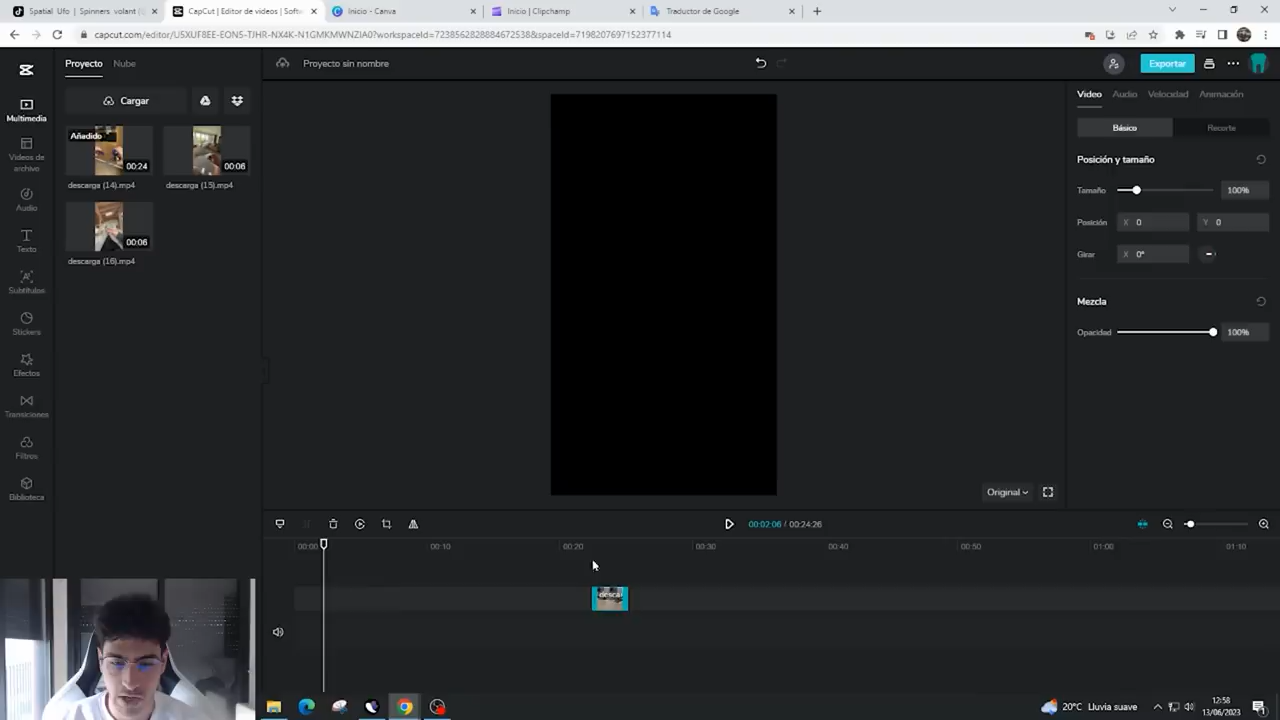 Spatial Ufo | Spinners volant (
CapCut | Editor de videos | Softw
Inicio - Canva
Inicio | Clipchamp
Traductor de Google
capcut.com/editor/
?workspaceId=7238562828884672538&spaceId=7198207697152377114
Proyecto
Nube
Proyecto sin nombre
Exportar
Cargar
Multimedia
Videos de archivo
Audio
Texto
Subtítulos
Stickers
Efectos
Transiciones
Filtros
Biblioteca
Añadido
00:24
00:06
descarga (14).mp4
descarga (15).mp4
00:06
descarga (16).mp4
Video
Audio
Velocidad
Animación
Básico
Recorte
Posición y tamaño
Tamaño
100%
Posición
X 0
Y 0
Girar
X 0°
Mezcla
Opacidad
100%
Original
00:02:06 / 00:24:26
00:00
00:10
00:20
00:30
00:40
00:50
01:00
01:10
desca
20°C Lluvia suave
12:58
13/06/2023